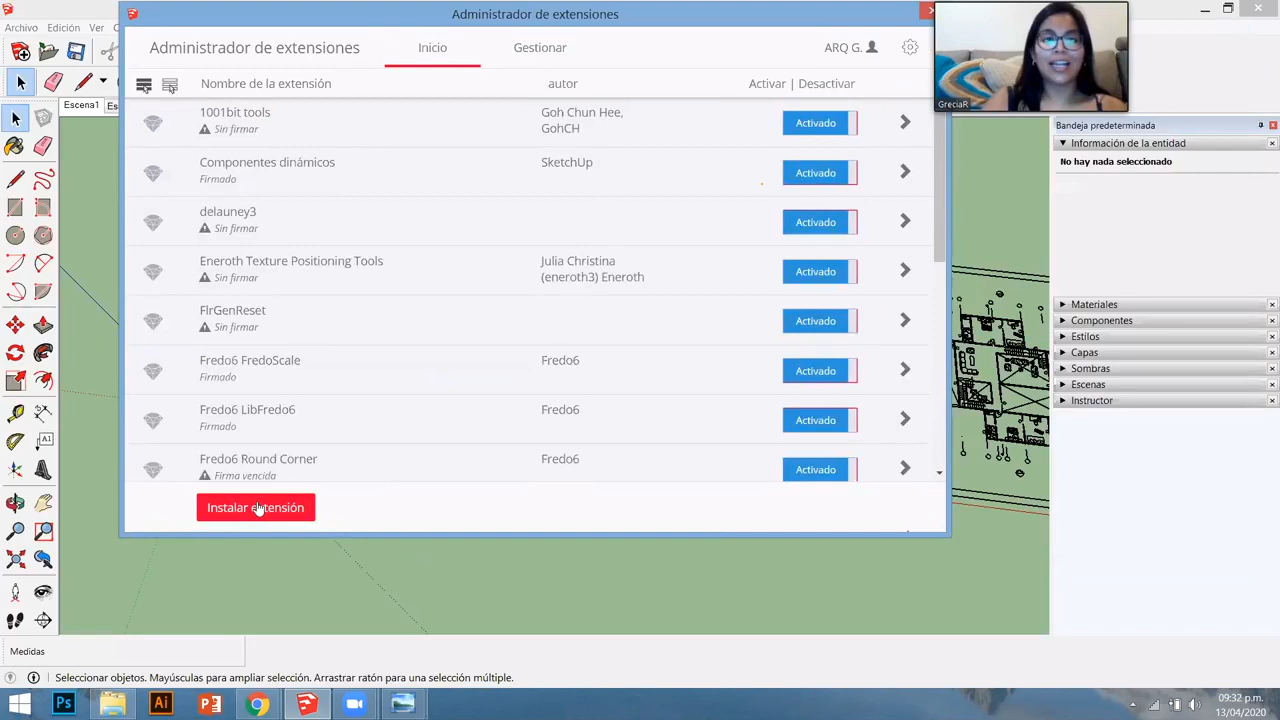 Administrador de extensiones
Archivo Edición Ver
Administrador de extensiones Inicio Gestionar ARQ G.
Nombre de la extensión autor Activar | Desactivar
1001bit tools Goh Chun Hee, GohCH Activado
Sin firmar
Componentes dinámicos SketchUp Activado
Firmado
delauney3 Activado
Sin firmar
Eneroth Texture Positioning Tools Julia Christina (eneroth3) Eneroth Activado
Sin firmar
FlrGenReset Activado
Sin firmar
Fredo6 FredoScale Fredo6 Activado
Firmado
Fredo6 LibFredo6 Fredo6 Activado
Firmado
Fredo6 Round Corner Fredo6 Activado
Firma vencida
Instalar extensión
Escena1 Es
GreciaR
Bandeja predeterminada
Información de la entidad
No hay nada seleccionado
Materiales
Componentes
Estilos
Capas
Sombras
Escenas
Instructor
A1
Medidas
Seleccionar objetos. Mayúsculas para ampliar selección. Arrastrar ratón para una selección múltiple.
Ps
Ai
P
09:32 p.m.
13/04/2020